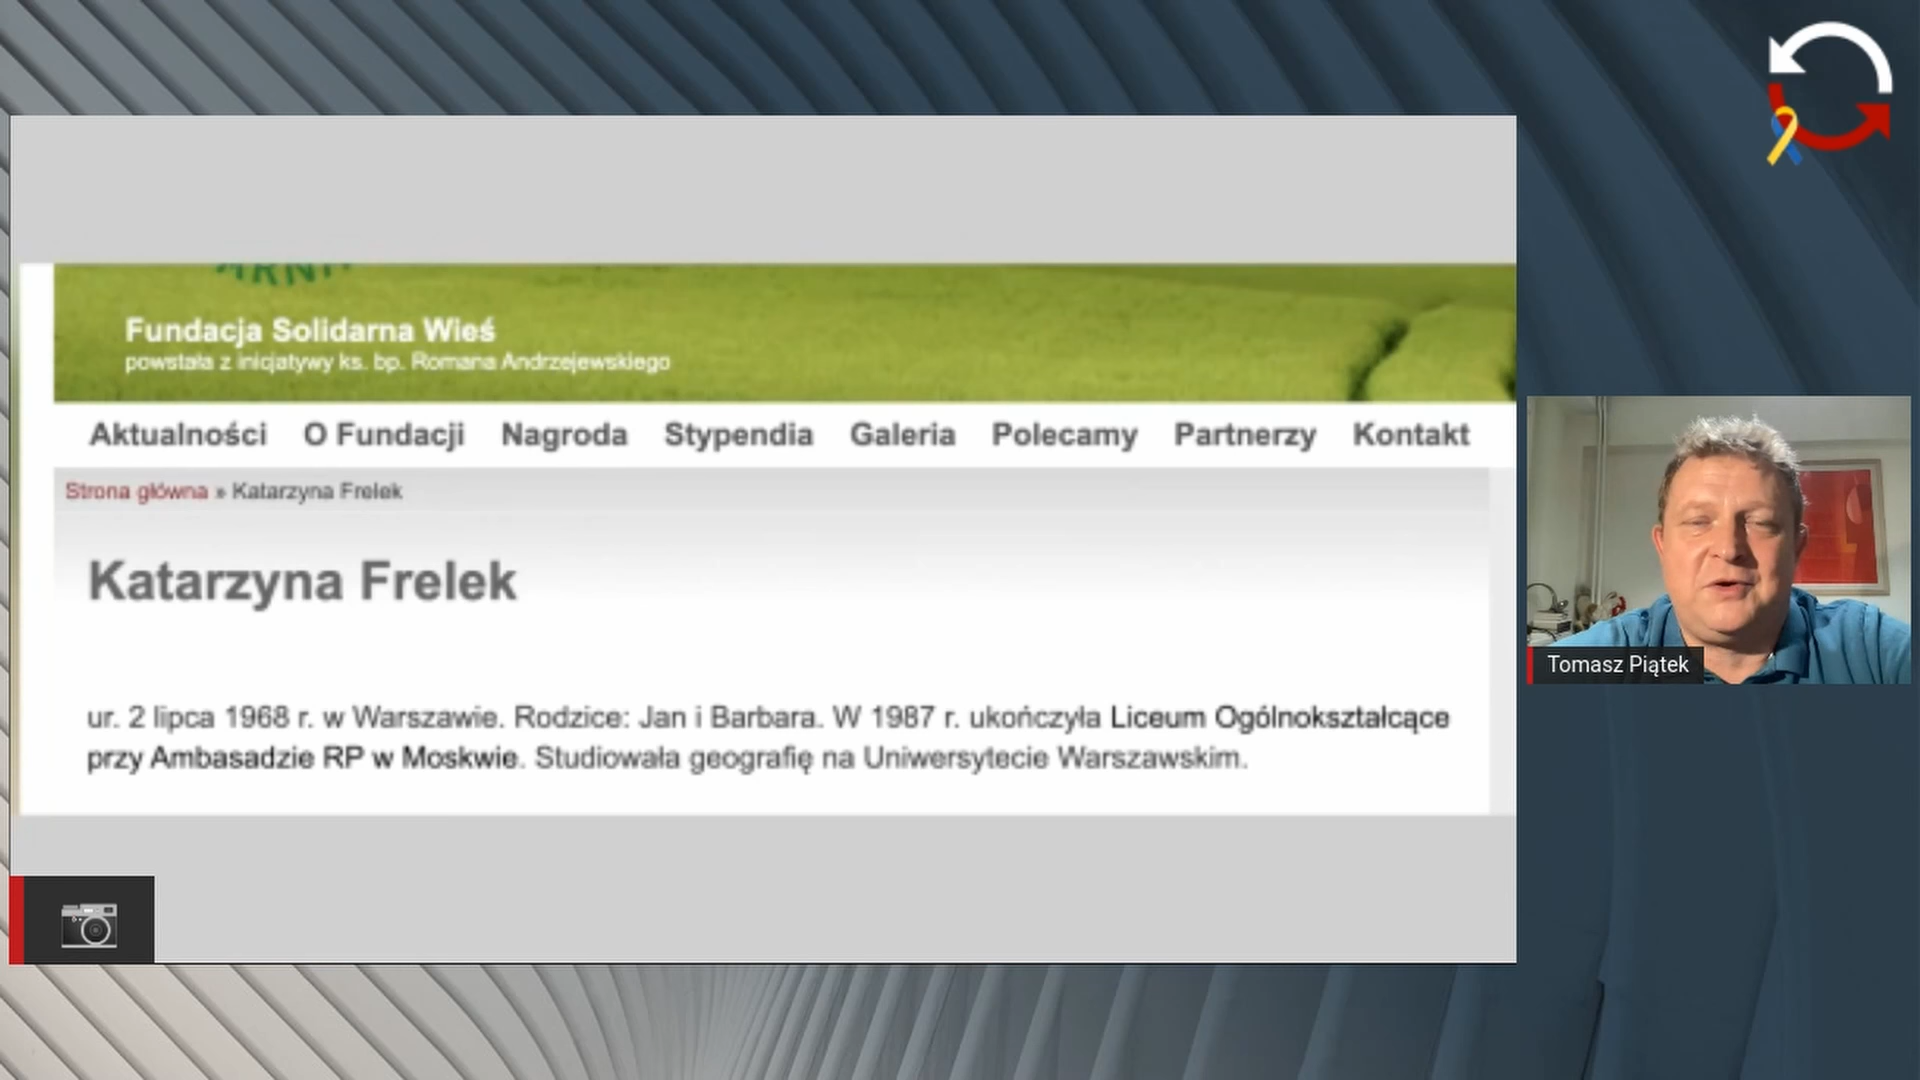 Fundacja Solidarna Wieś
powstała z inicjatywy ks. bp. Romana Andrzejewskiego
Aktualności O Fundacji Nagroda Stypendia Galeria Polecamy Partnerzy Kontakt
Strona główna » Katarzyna Frelek
Katarzyna Frelek
ur. 2 lipca 1968 r. w Warszawie. Rodzice: Jan i Barbara. W 1987 r. ukończyła Liceum Ogólnokształcące
przy Ambasadzie RP w Moskwie. Studiowała geografię na Uniwersytecie Warszawskim.
Tomasz Piątek